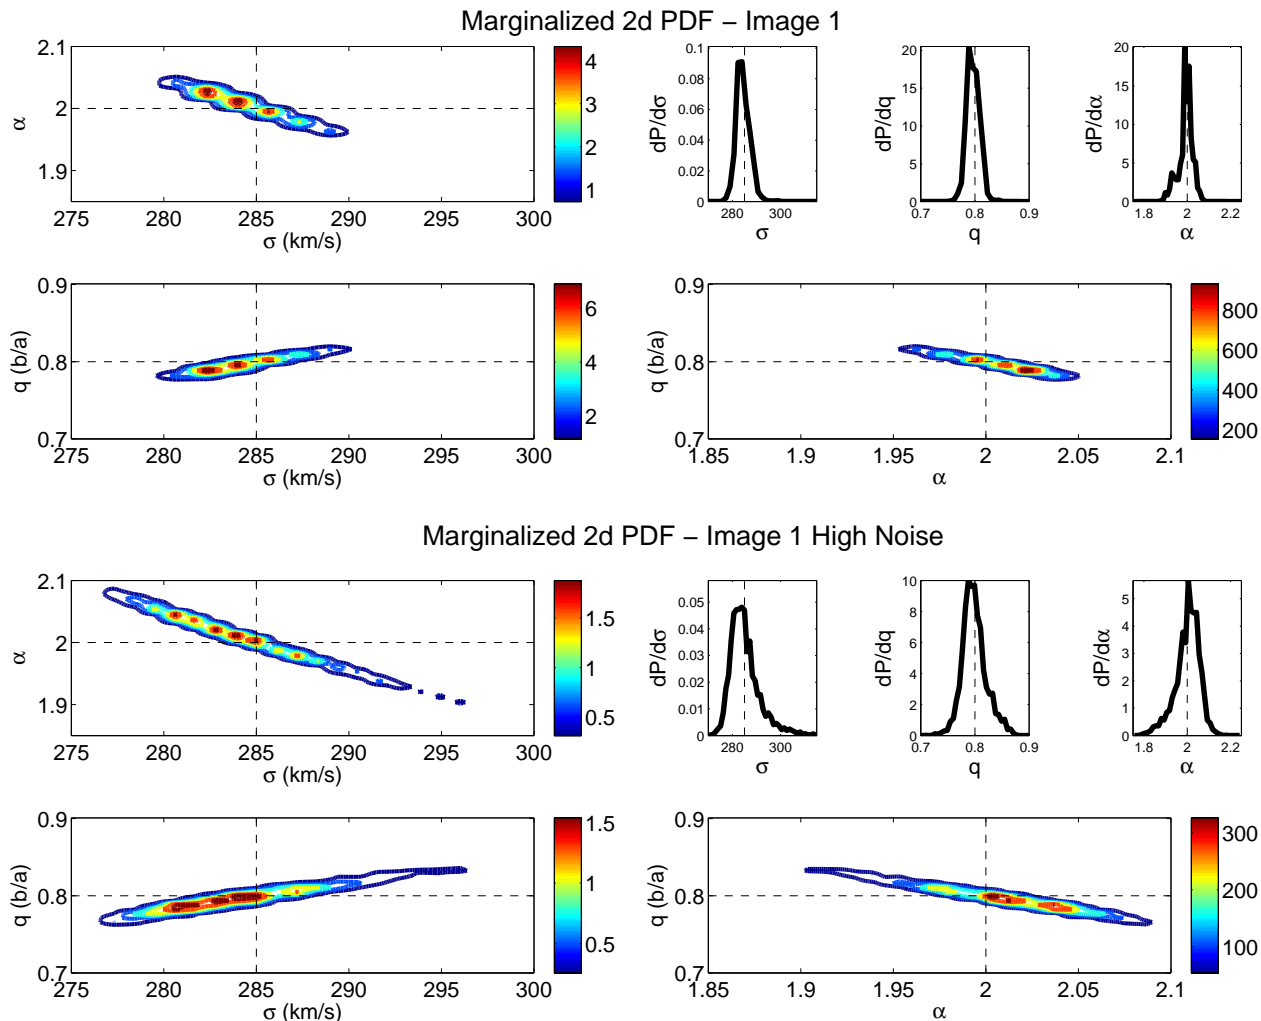 Marginalized 2d PDF − Image 1
2.1
2
1.9
α
275 280 285 290 295 300
σ (km/s)
4
3
2
1
0.1
0.08
0.06
0.04
0.02
0
dP/dσ
280 300
σ
20
15
10
5
0
dP/dq
0.7 0.8 0.9
q
20
15
10
5
0
dP/dα
1.8 2 2.2
α
0.9
0.8
0.7
q (b/a)
275 280 285 290 295 300
σ (km/s)
6
4
2
0.9
0.8
0.7
q (b/a)
1.85 1.9 1.95 2 2.05 2.1
α
800
600
400
200
Marginalized 2d PDF − Image 1 High Noise
2.1
2
1.9
α
275 280 285 290 295 300
σ (km/s)
1.5
1
0.5
0.05
0.04
0.03
0.02
0.01
0
dP/dσ
280 300
σ
10
8
6
4
2
0
dP/dq
0.7 0.8 0.9
q
5
4
3
2
1
0
dP/dα
1.8 2 2.2
α
0.9
0.8
0.7
q (b/a)
275 280 285 290 295 300
σ (km/s)
1.5
1
0.5
0.9
0.8
0.7
q (b/a)
1.85 1.9 1.95 2 2.05 2.1
α
300
200
100